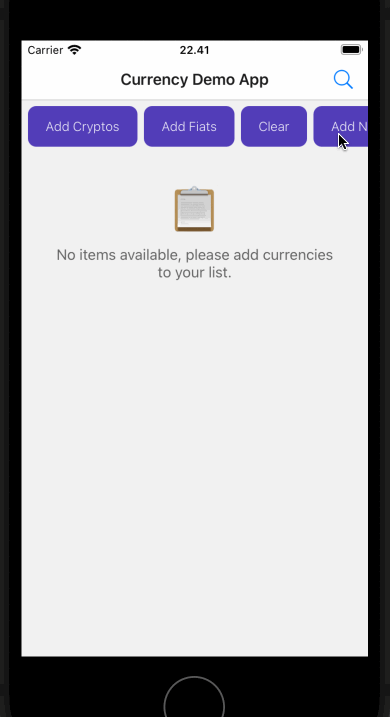 Carrier 22.41
Currency Demo App
Add Cryptos Add Fiats Clear Add N
No items available, please add currencies
to your list.